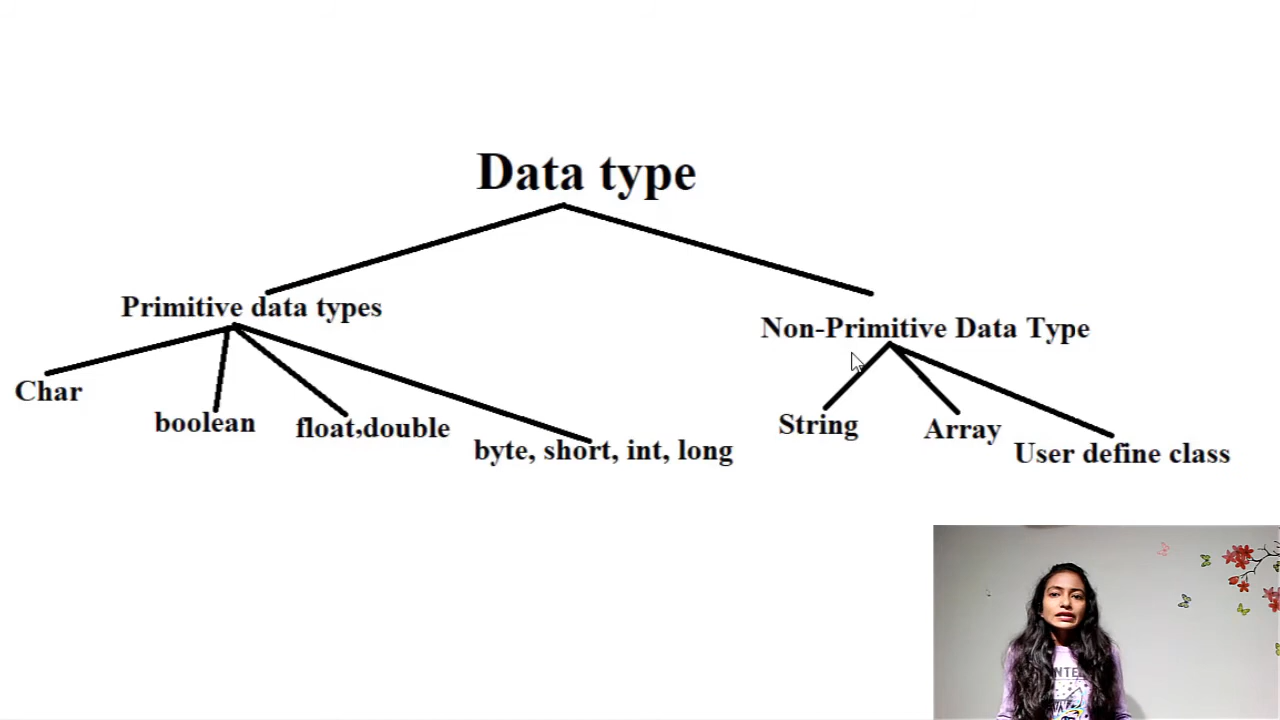 Data type
Primitive data types
Non-Primitive Data Type
Char
boolean
float,double
byte, short, int, long
String
Array
User define class